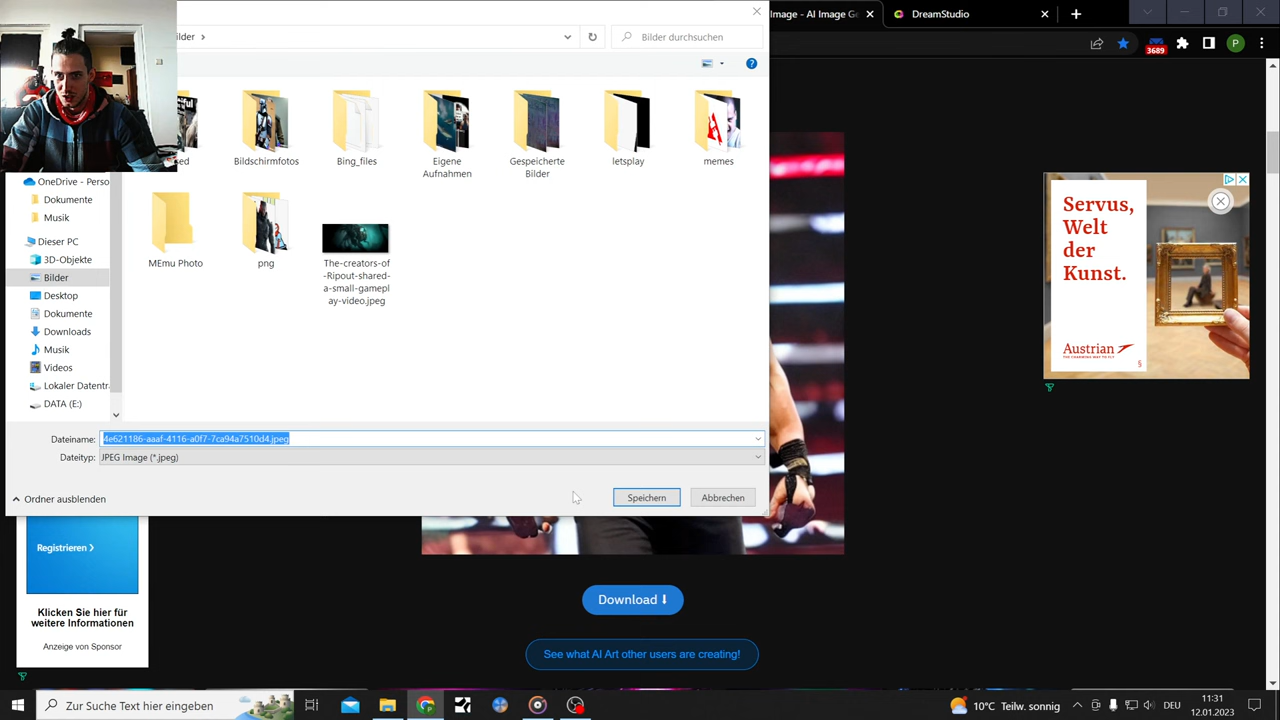 Image - AI Image Ge
DreamStudio
ilder
Bilder durchsuchen
3689
P
Bildschirmfotos
Bing_files
Eigene
Aufnahmen
Gespeicherte
Bilder
letsplay
memes
OneDrive - Perso
Dokumente
Musik
Dieser PC
3D-Objekte
Bilder
Desktop
Dokumente
Downloads
Musik
Videos
Lokaler Datentr
DATA (E:)
MEmu Photo
png
The-creators-of
-Ripout-shared-
a-small-gamepl
ay-video.jpeg
Servus,
Welt
der
Kunst.
Austrian
Dateiname:
4e621186-aaaf-4116-a0f7-7ca94a7510d4.jpeg
Dateityp:
JPEG Image (*.jpeg)
Ordner ausblenden
Speichern
Abbrechen
Registrieren
Klicken Sie hier für
weitere Informationen
Anzeige von Sponsor
Download
See what AI Art other users are creating!
Zur Suche Text hier eingeben
10°C Teilw. sonnig
DEU
11:31
12.01.2023